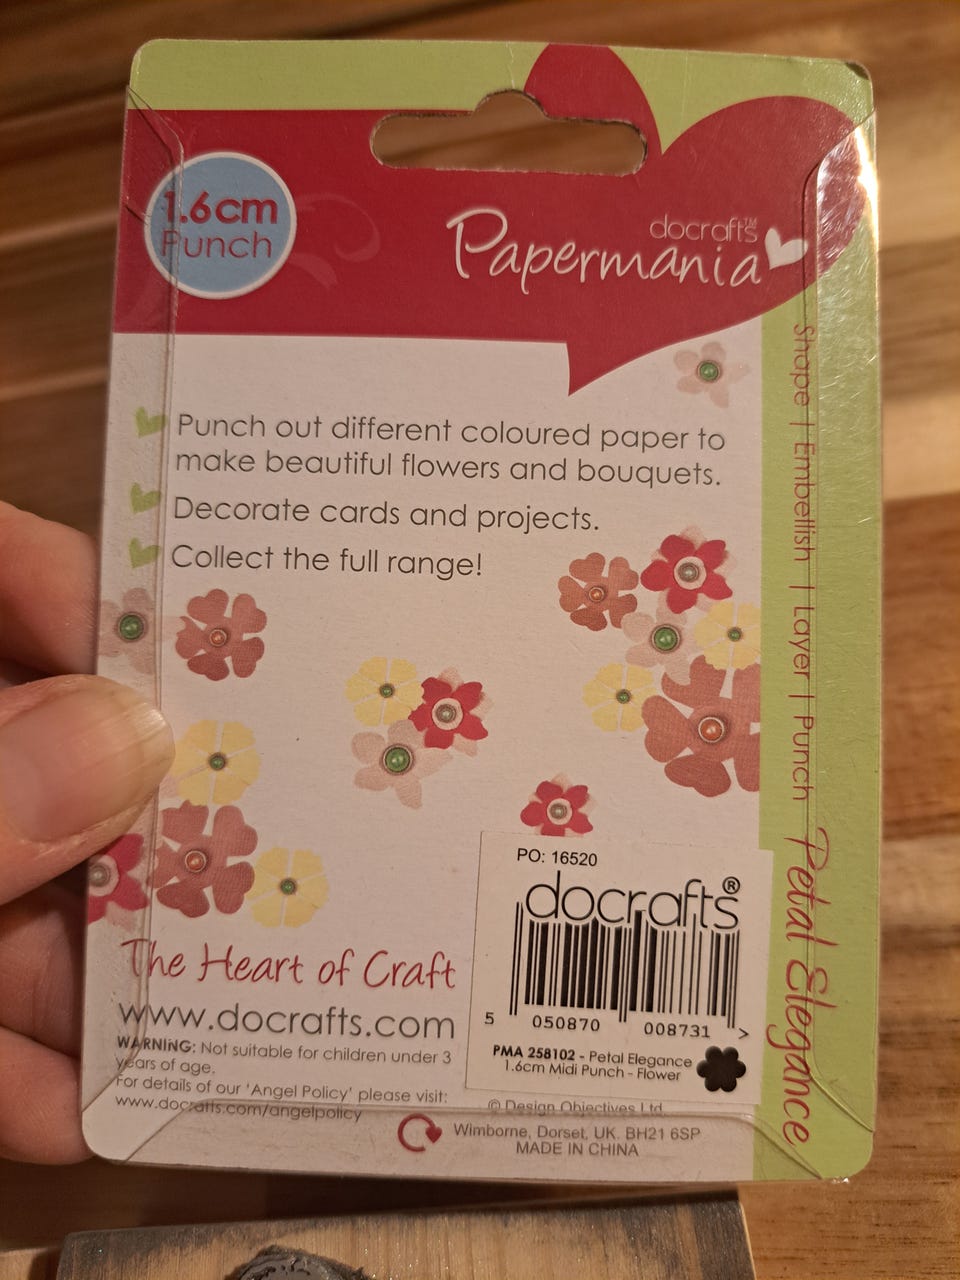 1.6cm
Punch
docrafts™
Papermania
Punch out different coloured paper to
make beautiful flowers and bouquets.
Decorate cards and projects.
Collect the full range!
Shape | Embellish | Layer | Punch
Petal Elegance
PO: 16520
docrafts®
5 050870 008731 >
PMA 258102 - Petal Elegance
1.6cm Midi Punch - Flower
The Heart of Craft
www.docrafts.com
WARNING: Not suitable for children under 3
years of age.
For details of our 'Angel Policy' please visit:
www.docrafts.com/angelpolicy
© Design Objectives Ltd.
Wimborne, Dorset, UK. BH21 6SP
MADE IN CHINA